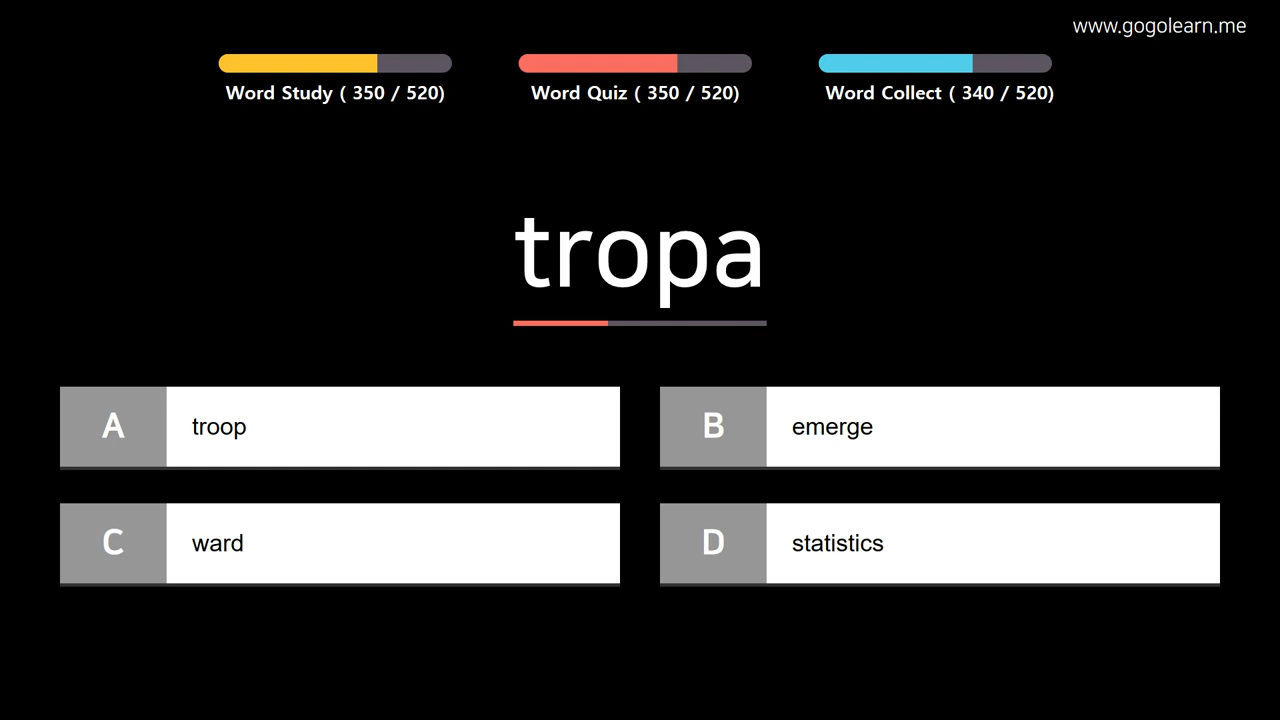 www.gogolearn.me
Word Study ( 350 / 520)
Word Quiz ( 350 / 520)
Word Collect ( 340 / 520)
tropa
A troop
B emerge
C ward
D statistics